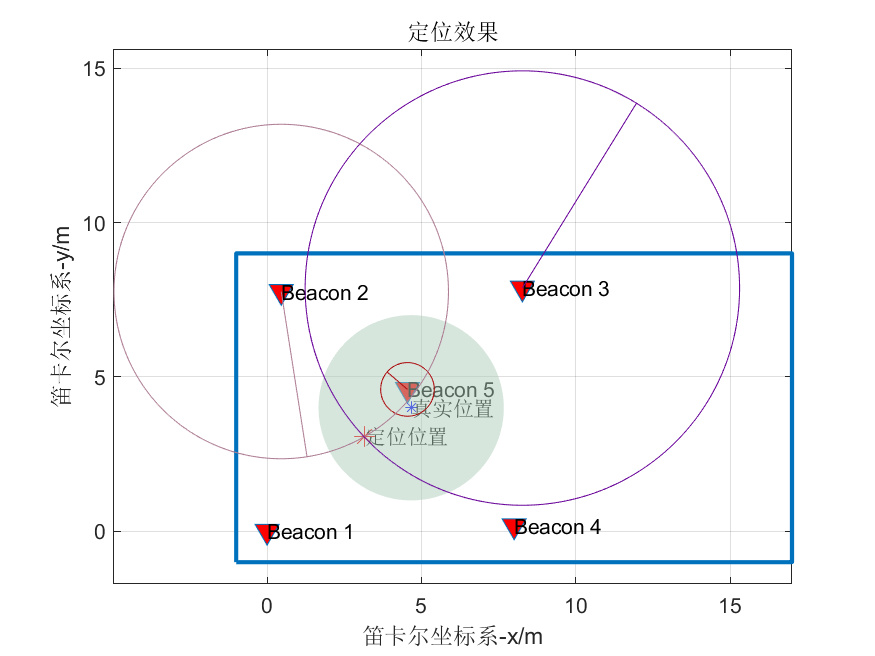 定位效果
15
10
5
0
0
5
10
15
笛卡尔坐标系-y/m
笛卡尔坐标系-x/m
Beacon 2
Beacon 3
Beacon 5
真实位置
定位位置
Beacon 1
Beacon 4